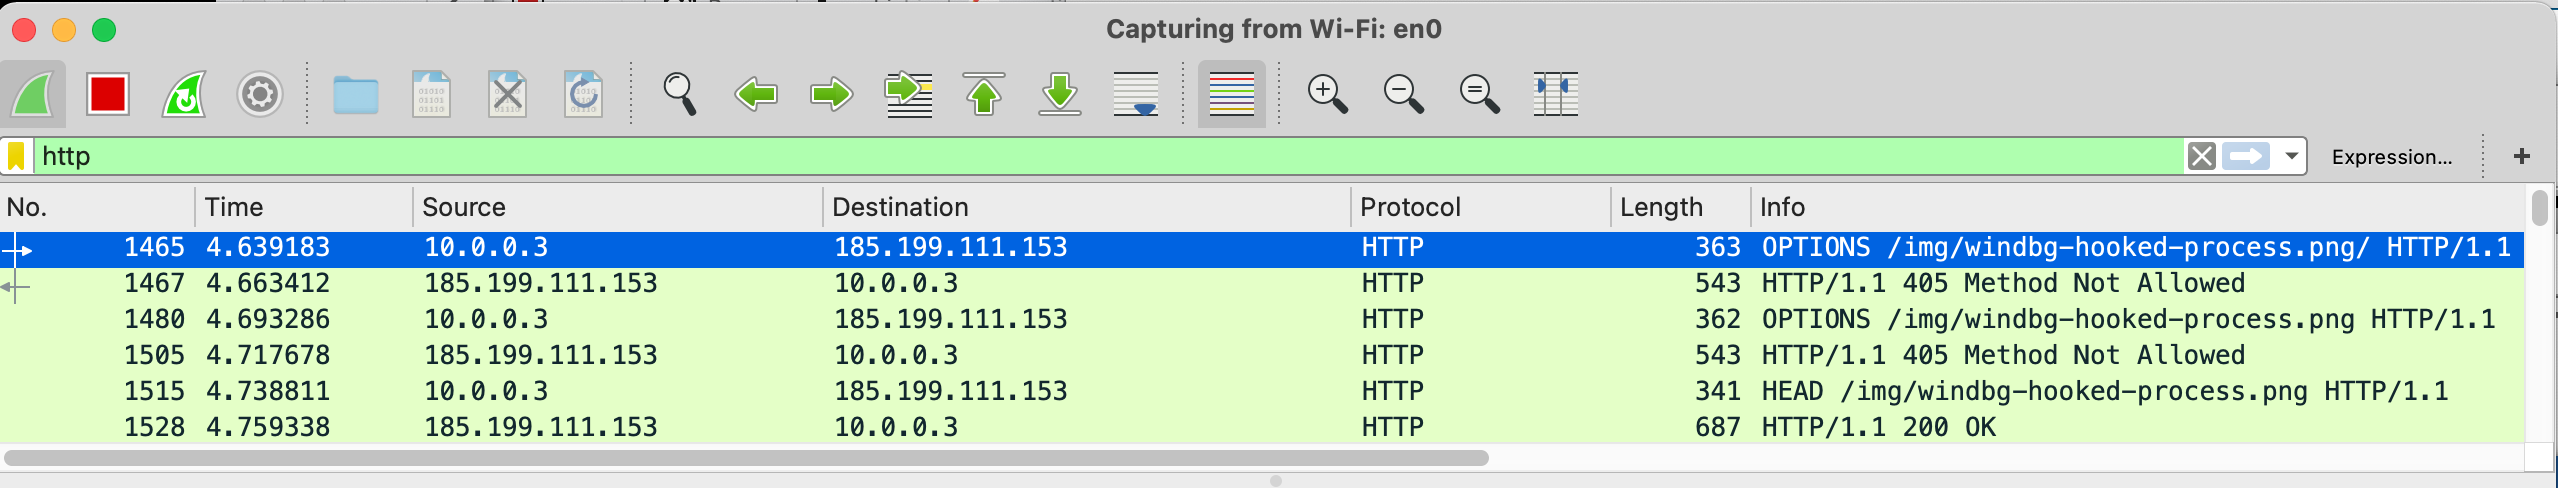 Capturing from Wi-Fi: en0
http Expression... +
No. Time Source Destination Protocol Length Info
1465 4.639183 10.0.0.3 185.199.111.153 HTTP 363 OPTIONS /img/windbg-hooked-process.png/ HTTP/1.1
1467 4.663412 185.199.111.153 10.0.0.3 HTTP 543 HTTP/1.1 405 Method Not Allowed
1480 4.693286 10.0.0.3 185.199.111.153 HTTP 362 OPTIONS /img/windbg-hooked-process.png HTTP/1.1
1505 4.717678 185.199.111.153 10.0.0.3 HTTP 543 HTTP/1.1 405 Method Not Allowed
1515 4.738811 10.0.0.3 185.199.111.153 HTTP 341 HEAD /img/windbg-hooked-process.png HTTP/1.1
1528 4.759338 185.199.111.153 10.0.0.3 HTTP 687 HTTP/1.1 200 OK